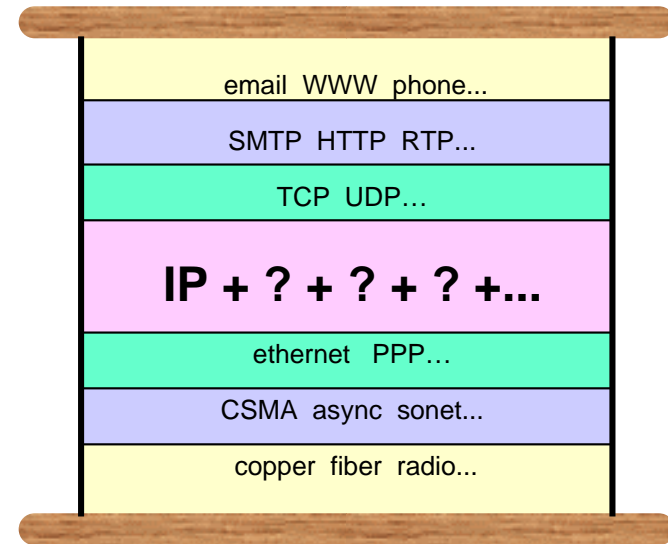 email WWW phone...
SMTP HTTP RTP...
TCP UDP…
IP + ? + ? + ? +...
ethernet PPP…
CSMA async sonet...
copper fiber radio...